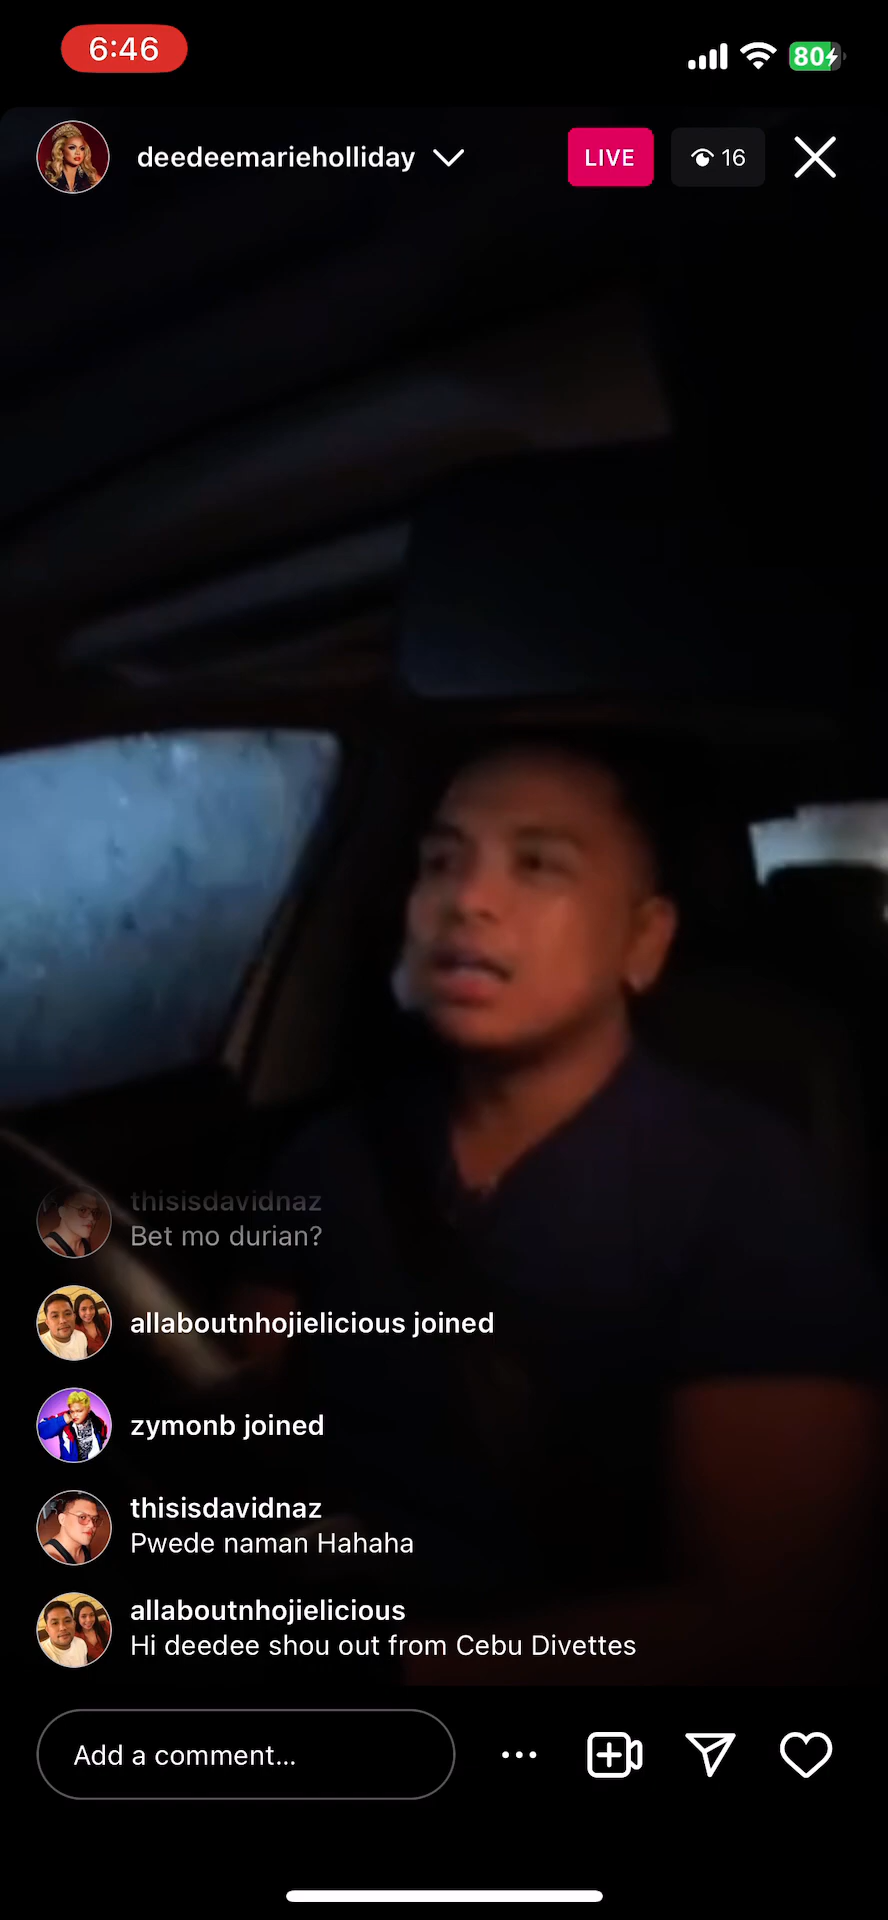 6:46
80
deedeemarieholliday
LIVE
16
thisisdavidnaz
Bet mo durian?
allaboutnhojielicious joined
zymonb joined
thisisdavidnaz
Pwede naman Hahaha
allaboutnhojielicious
Hi deedee shou out from Cebu Divettes
Add a comment...